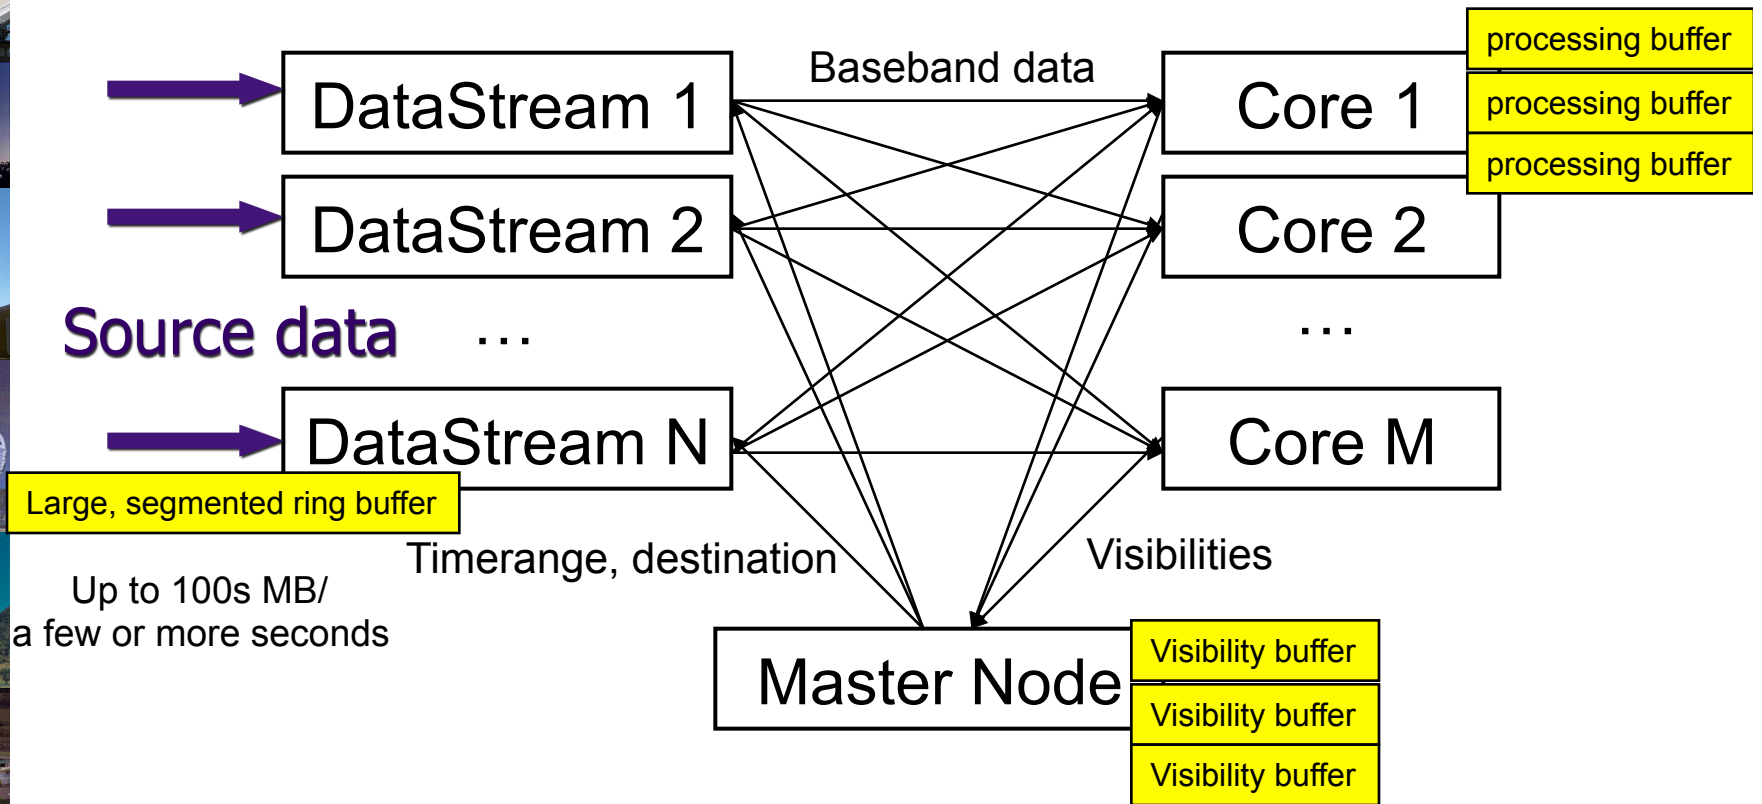 processing buffer
Baseband data
DataStream 1
Core 1
processing buffer
processing buffer
DataStream 2
Core 2
Source data
...
...
DataStream N
Core M
Large, segmented ring buffer
Timerange, destination
Visibilities
Up to 100s MB/
a few or more seconds
Master Node
Visibility buffer
Visibility buffer
Visibility buffer